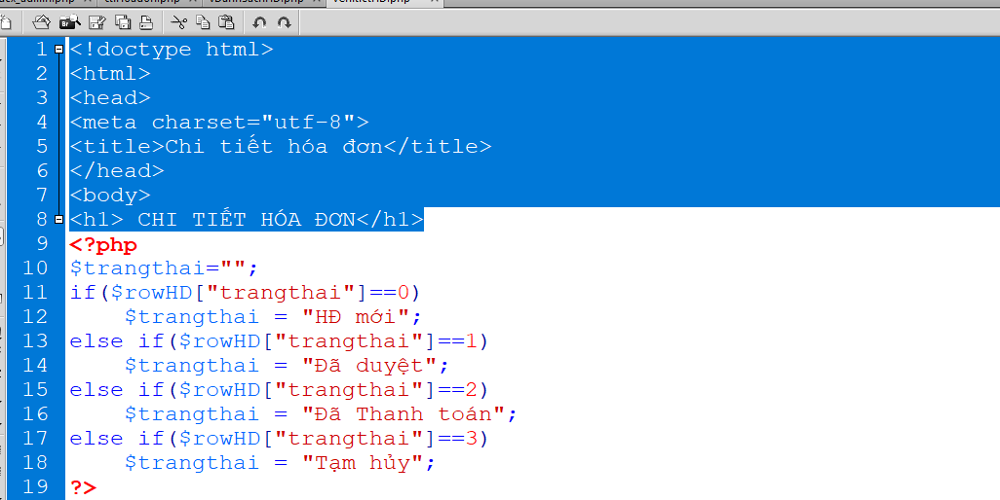 1 <!doctype html>
2 <html>
3 <head>
4 <meta charset="utf-8">
5 <title>Chi tiết hóa đơn</title>
6 </head>
7 <body>
8 <h1> CHI TIẾT HÓA ĐƠN</h1>
9 <?php
10 $trangthai="";
11 if($rowHD["trangthai"]==0)
12     $trangthai = "HĐ mới";
13 else if($rowHD["trangthai"]==1)
14     $trangthai = "Đã duyệt";
15 else if($rowHD["trangthai"]==2)
16     $trangthai = "Đã Thanh toán";
17 else if($rowHD["trangthai"]==3)
18     $trangthai = "Tạm hủy";
19 ?>